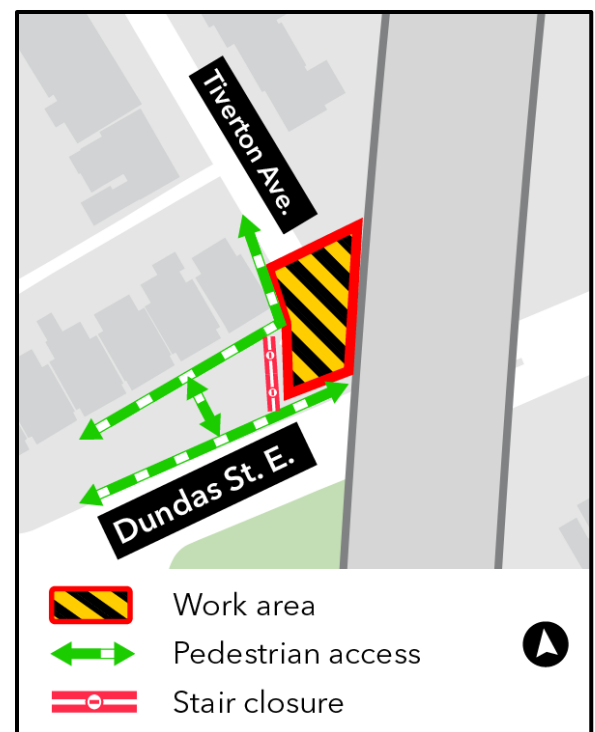 Tiverton Ave.
Dundas St. E.
Work area
Pedestrian access
Stair closure